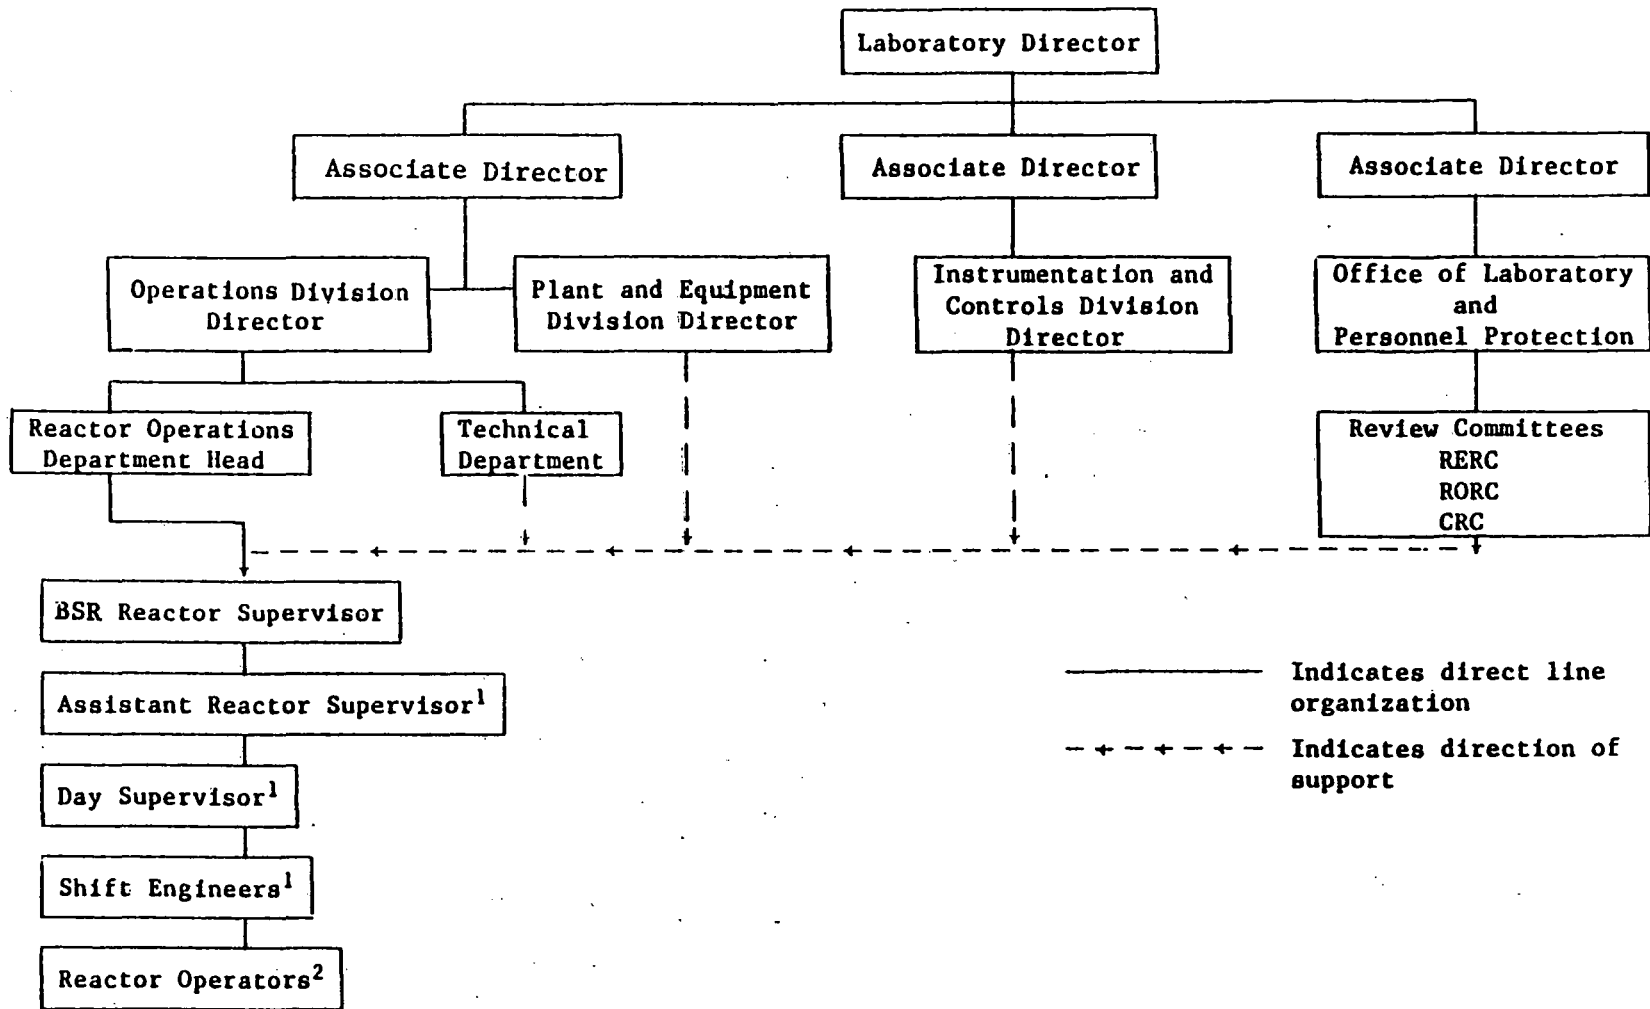 Laboratory Director
Associate Director
Associate Director
Associate Director
Operations Division
Director
Plant and Equipment
Division Director
Instrumentation and
Controls Division
Director
Office of Laboratory
and
Personnel Protection
Reactor Operations
Department Head
Technical
Department
Review Committees
RERC
RORC
CRC
BSR Reactor Supervisor
Assistant Reactor Supervisor¹
Day Supervisor¹
Shift Engineers¹
Reactor Operators²
Indicates direct line
organization
Indicates direction of
support